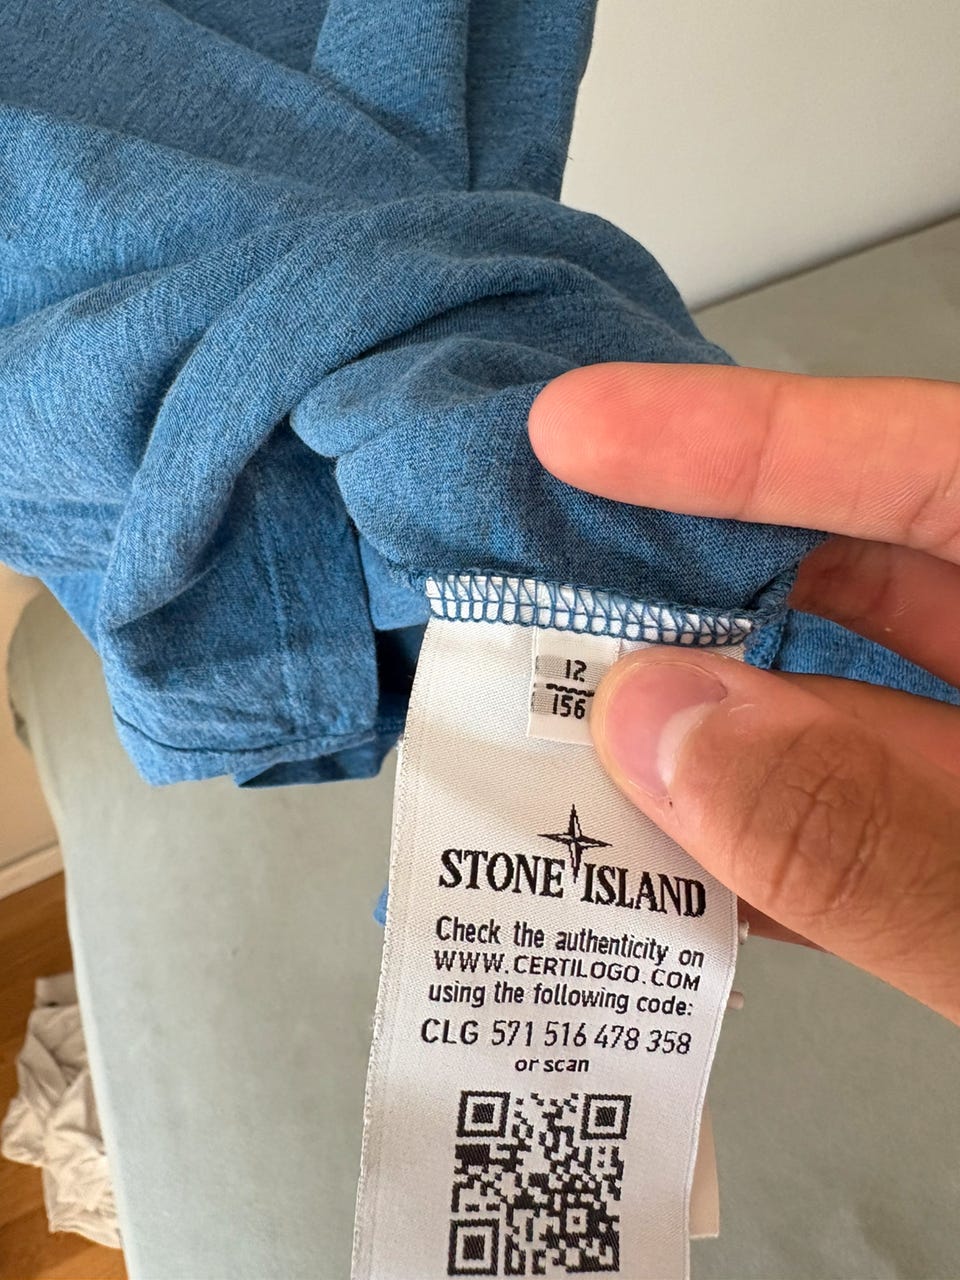 12
156
STONE ISLAND
Check the authenticity on
WWW.CERTILOGO.COM
using the following code:
CLG 571 516 478 358
or scan